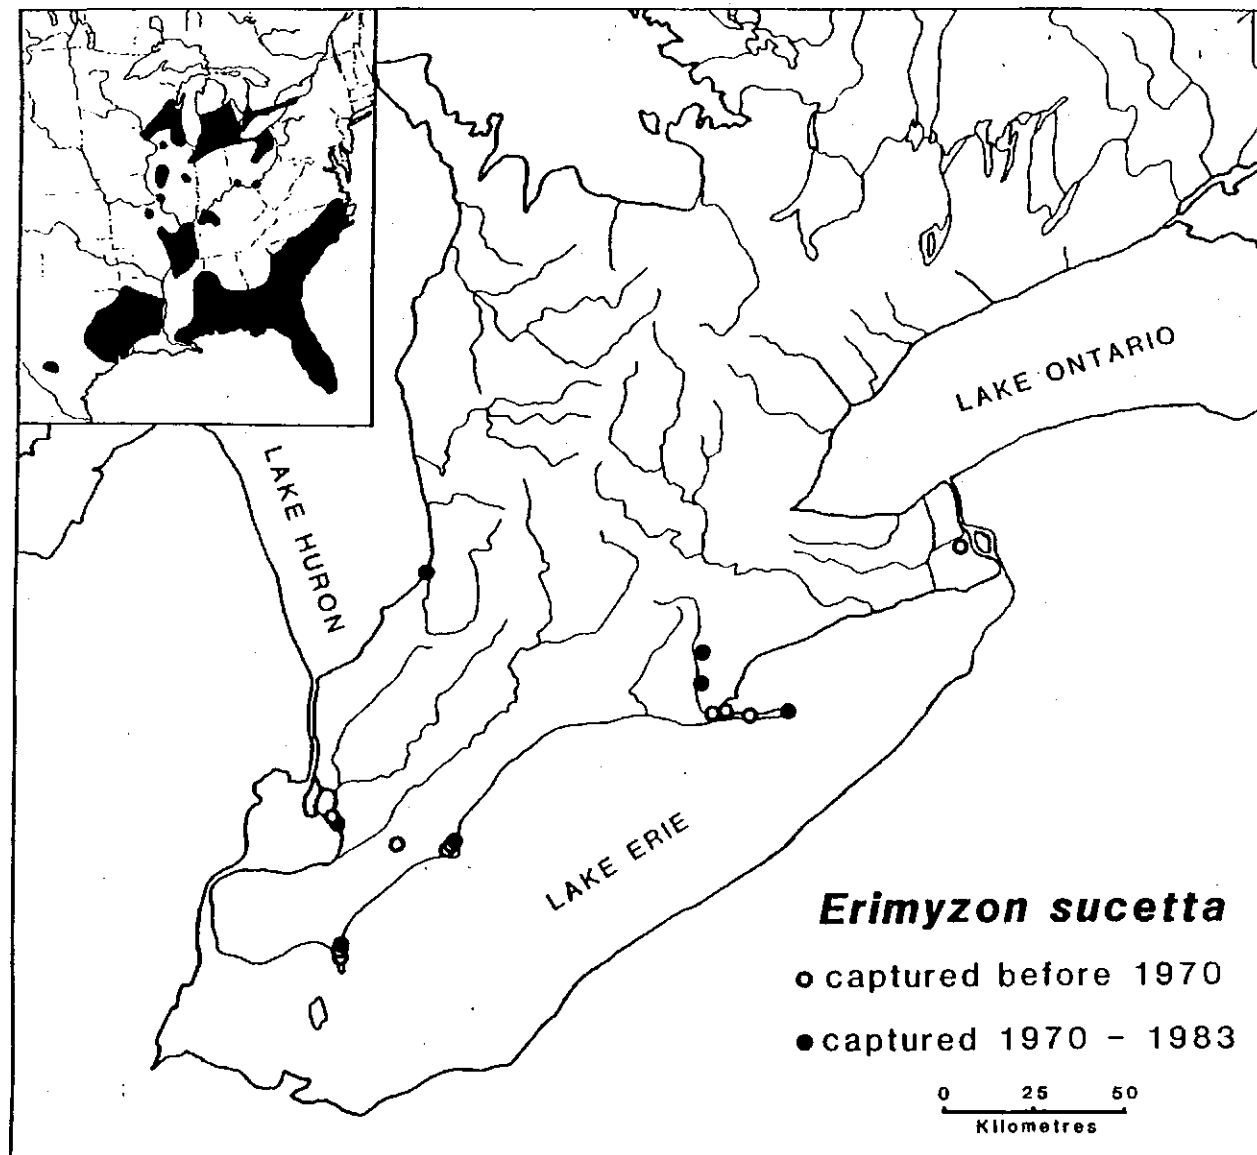 LAKE ONTARIO
LAKE HURON
LAKE ERIE
Erimyzon sucetta
captured before 1970
captured 1970 - 1983
0 25 50
Kilometres